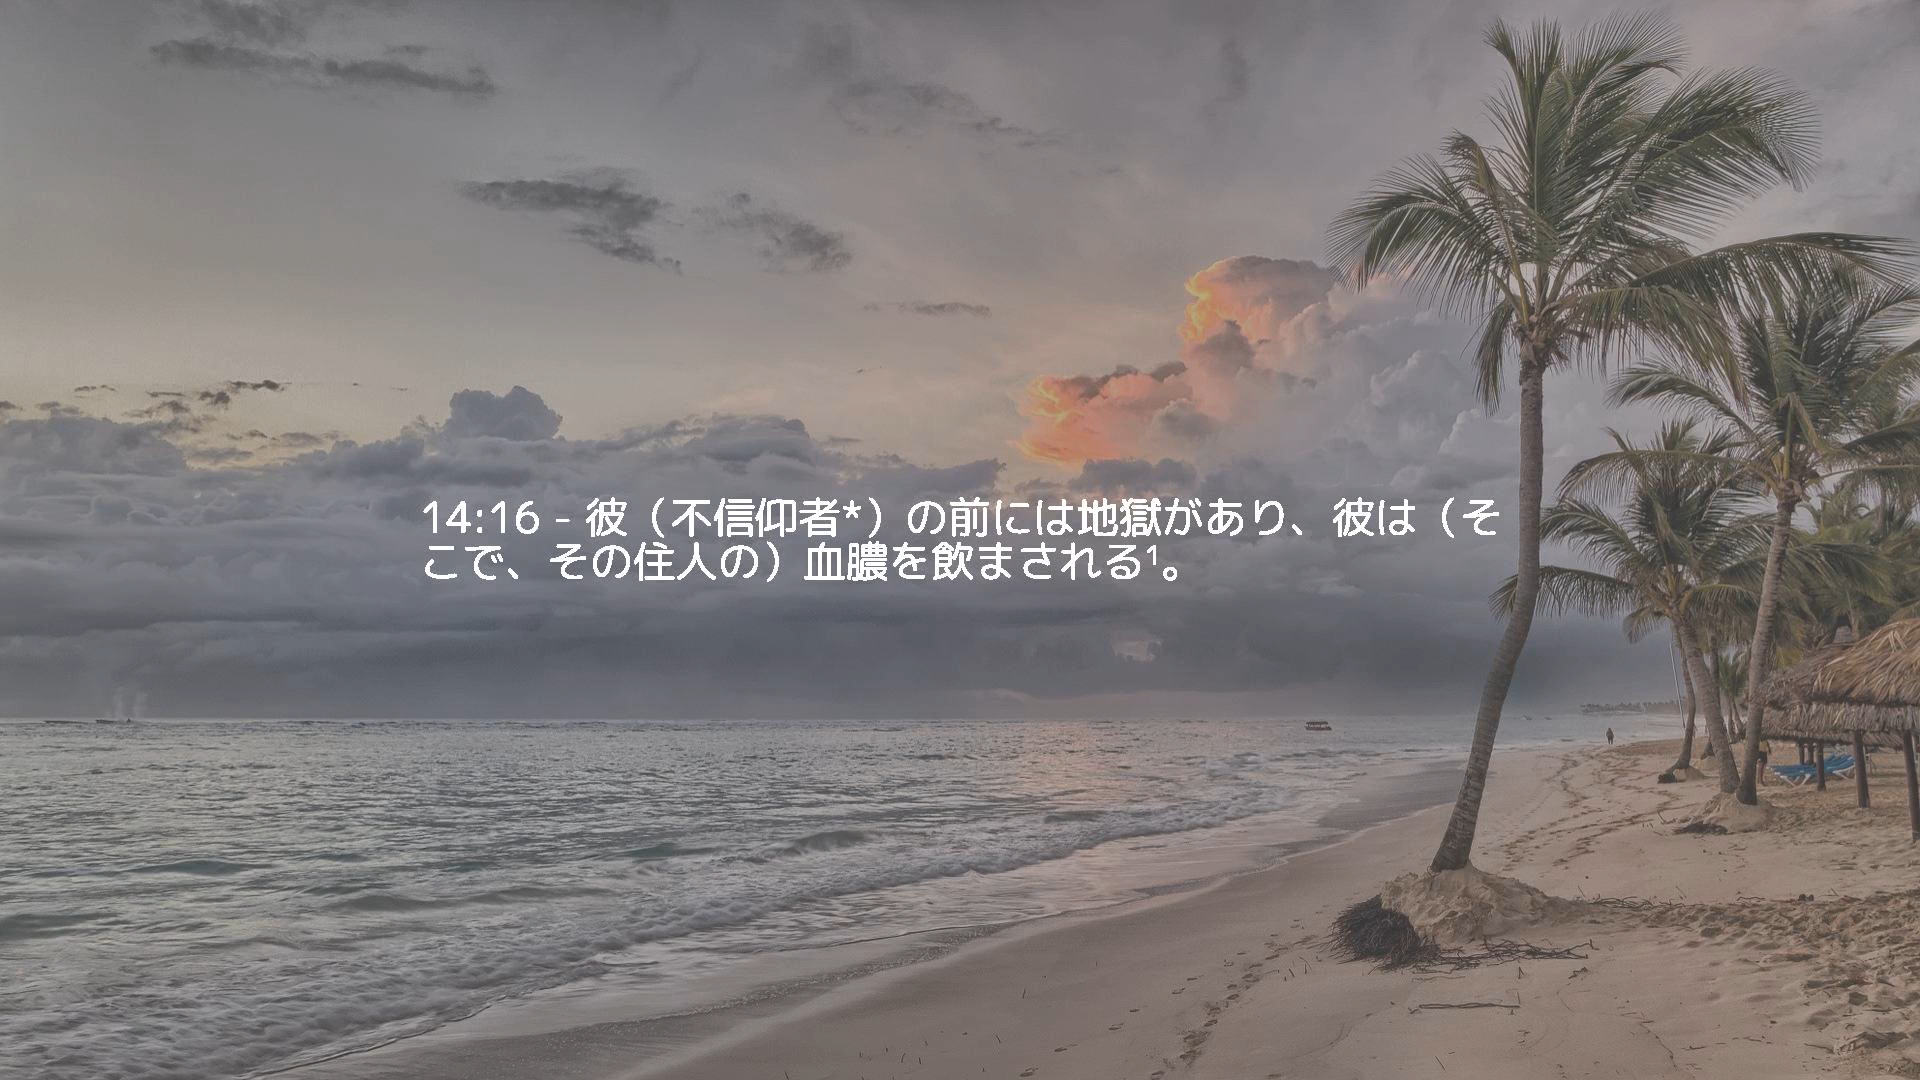 14:16 - 彼（不信仰者*）の前には地獄があり、彼は（そ
こで、その住人の）血膿を飲まされる¹。